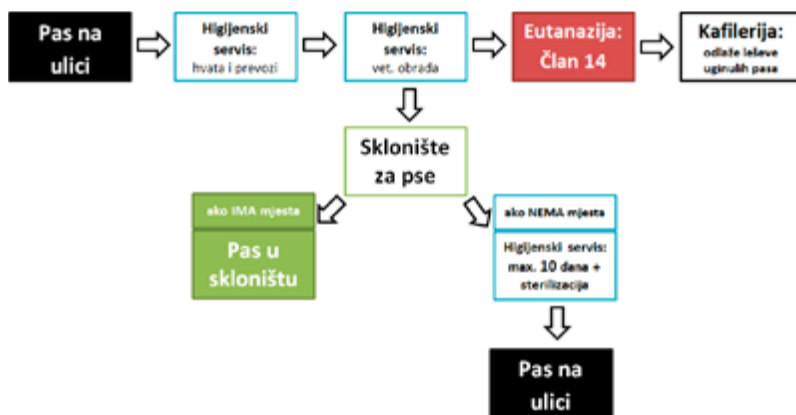 Pas na
ulici
Higijenski
servis:
hvata i prevozi
Higijenski
servis:
vet. obrada
Eutanazija:
Član 14
Kafilerija:
odlaže leševe
uginulih pasa
Sklonište
za pse
ako IMA mjesta
Pas u
skloništu
ako NEMA mjesta
Higijenski servis:
max. 10 dana +
sterilizacija
Pas na
ulici